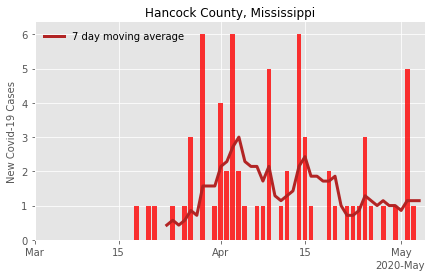 Hancock County, Mississippi
7 day moving average
New Covid-19 Cases
6
5
4
3
2
1
0
Mar
15
Apr
15
May
2020-May